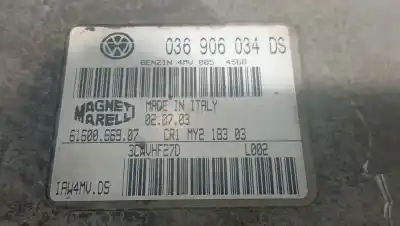 036 906 034 DS
BENZIN 4MV 005 4568
MAGNETI MARELLI
MADE IN ITALY
02.07.03
61600.669.07 CR1 MY2 183 03
3CWVHF27D L002
IAW4MV.DS